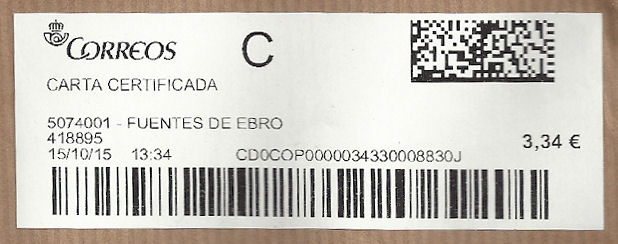 CORREOS
C
CARTA CERTIFICADA
5074001 - FUENTES DE EBRO
418895
3,34 €
15/10/15 13:34 CD0COP0000034330008830J